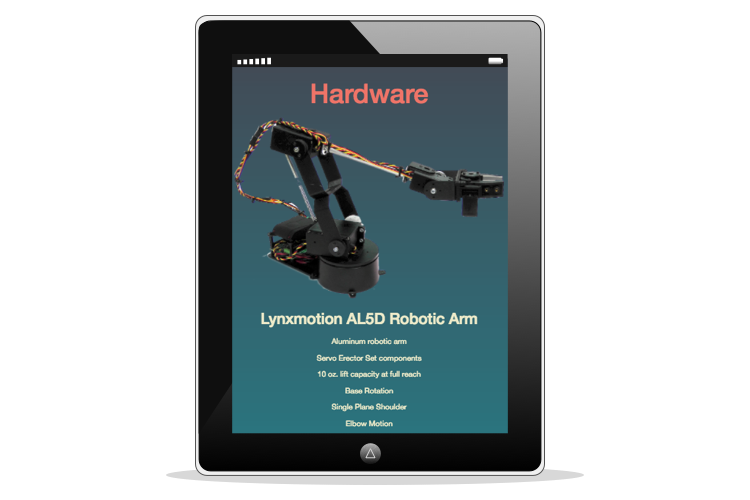 Hardware
Lynxmotion AL5D Robotic Arm
Aluminum robotic arm
Servo Erector Set components
10 oz. lift capacity at full reach
Base Rotation
Single Plane Shoulder
Elbow Motion